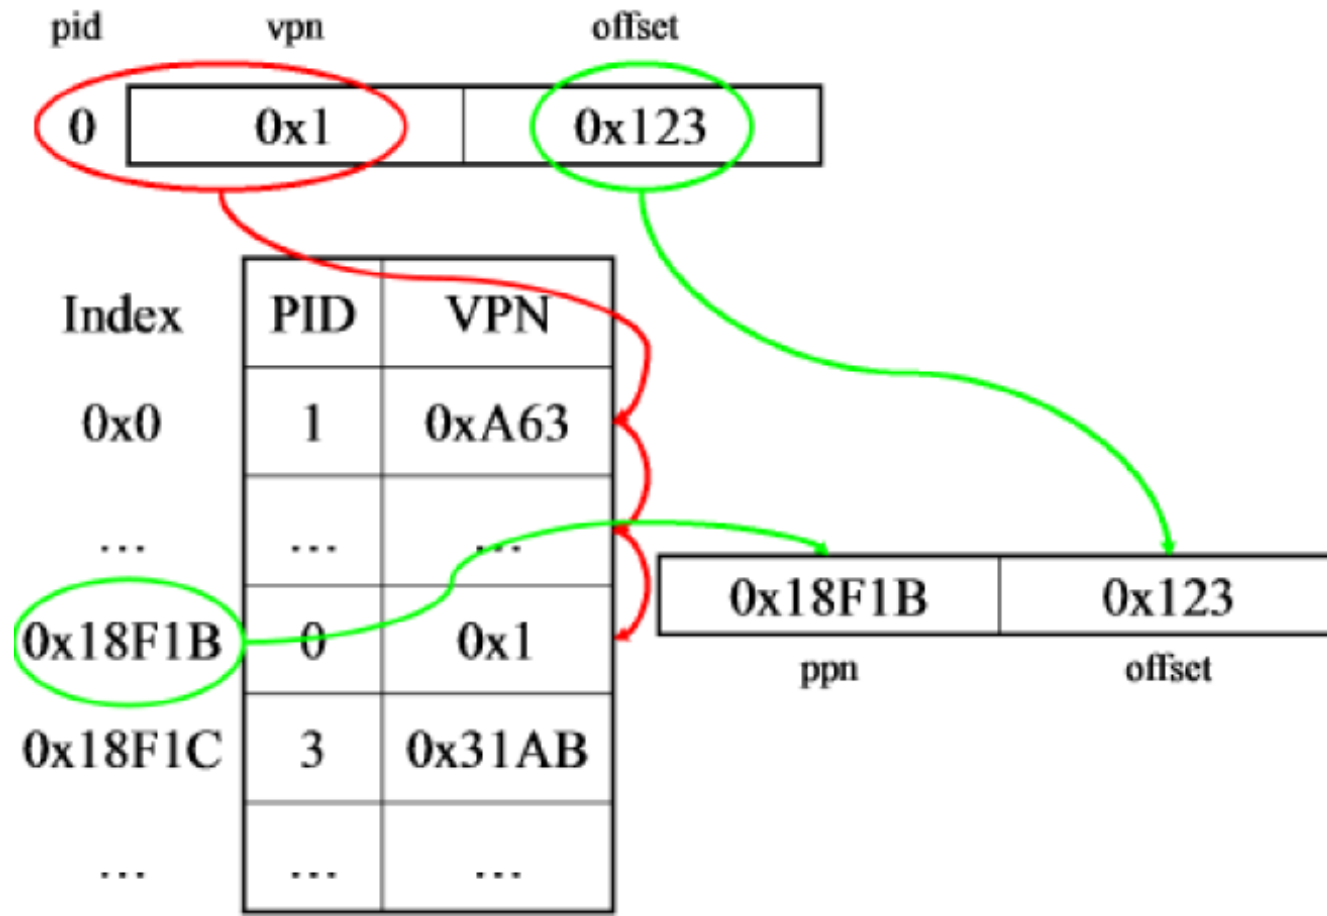 pid vpn offset
0 0x1 0x123
Index PID VPN
0x0 1 0xA63
... ... ...
0x18F1B 0 0x1 0x18F1B 0x123
ppn offset
0x18F1C 3 0x31AB
... ... ...